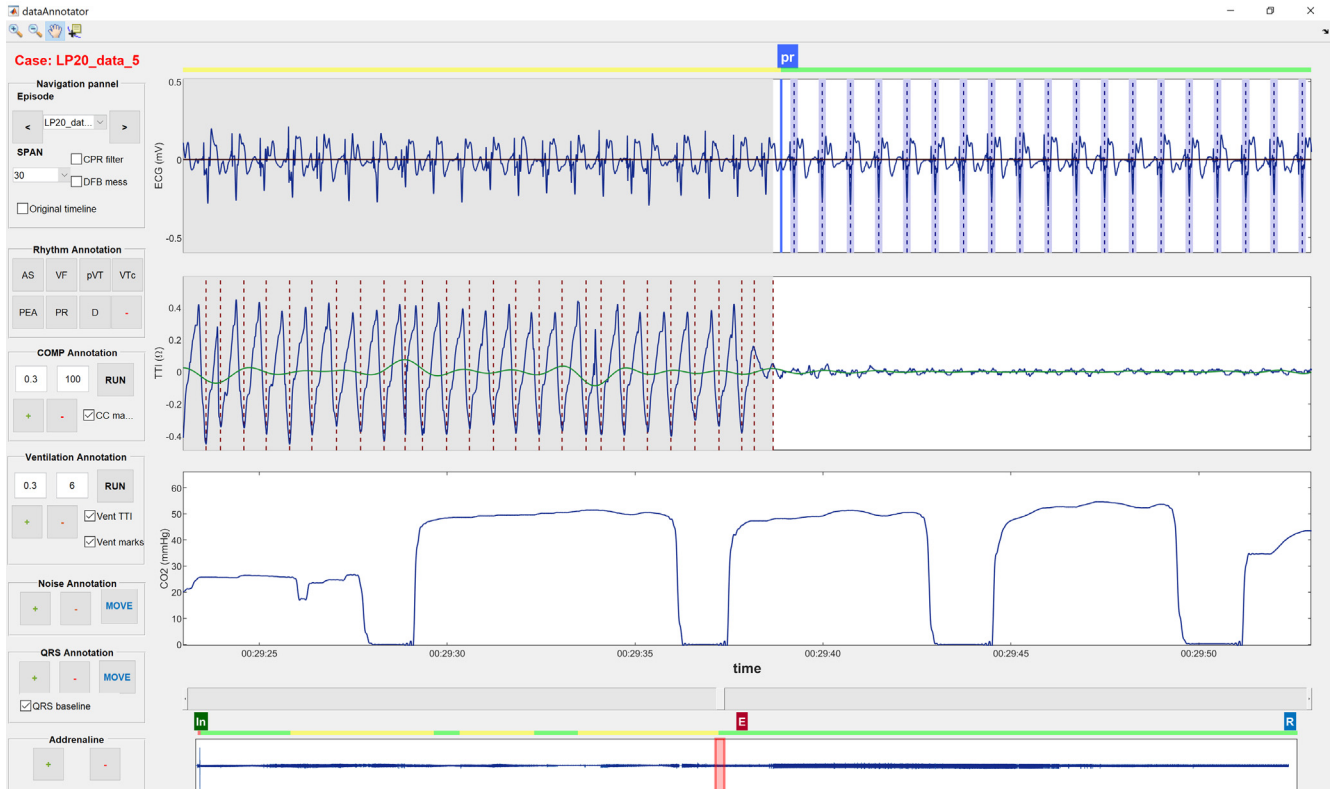 dataAnnotator
Case: LP20_data_5
Navigation pannel
Episode
< LP20_dat... >
SPAN
CPR filter
30
DFB mess
Original timeline
Rhythm Annotation
AS VF pVT VTc
PEA PR D -
COMP Annotation
0.3 100 RUN
+ - CC ma...
Ventilation Annotation
0.3 6 RUN
+ - Vent TTI
Vent marks
Noise Annotation
+ - MOVE
QRS Annotation
+ - MOVE
QRS baseline
Adrenaline
+ -
pr
0.5
0
-0.5
ECG (mV)
0.4
0.2
0
-0.2
-0.4
TTI (Ω)
60
50
40
30
20
10
0
CO2 (mmHg)
00:29:25 00:29:30 00:29:35 00:29:40 00:29:45 00:29:50
time
In E R